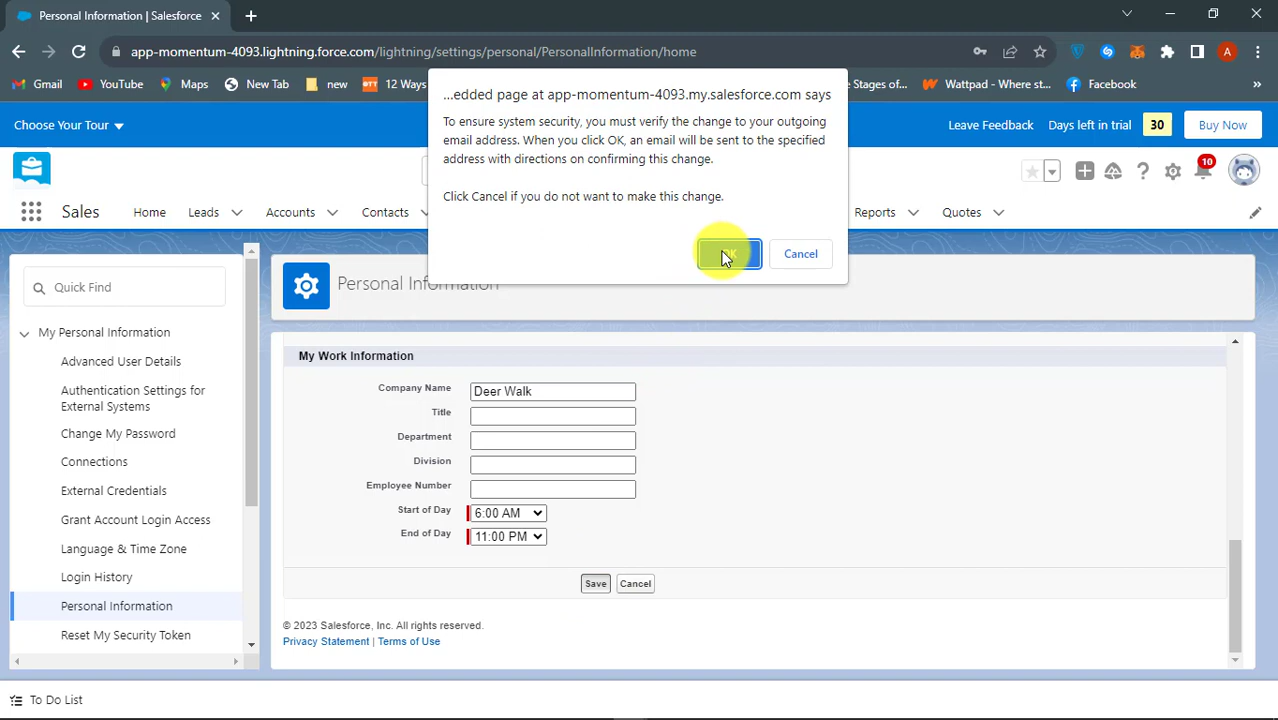 Personal Information | Salesforce
app-momentum-4093.lightning.force.com/lightning/settings/personal/PersonalInformation/home
A
Gmail
YouTube
Maps
New Tab
new
OTT
12 Ways
Stages of...
Wattpad - Where st...
Facebook
»
...edded page at app-momentum-4093.my.salesforce.com says
To ensure system security, you must verify the change to your outgoing
email address. When you click OK, an email will be sent to the specified
address with directions on confirming this change.
Click Cancel if you do not want to make this change.
OK
Cancel
Choose Your Tour
Leave Feedback
Days left in trial
30
Buy Now
10
Sales
Home
Leads
Accounts
Contacts
Reports
Quotes
Quick Find
Personal Information
My Personal Information
Advanced User Details
Authentication Settings for
External Systems
Change My Password
Connections
External Credentials
Grant Account Login Access
Language & Time Zone
Login History
Personal Information
Reset My Security Token
My Work Information
Company Name
Deer Walk
Title
Department
Division
Employee Number
Start of Day
6:00 AM
End of Day
11:00 PM
Save
Cancel
© 2023 Salesforce, Inc. All rights reserved.
Privacy Statement | Terms of Use
To Do List